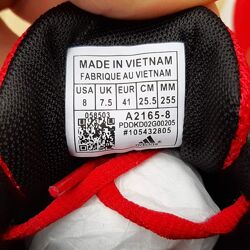 MADE IN VIETNAM
FABRIQUE AU VIETNAM
USA UK EUR CM MM
8 7.5 41 25.5 255
058503 A2165-8
PDDKD02G00205
#105432805
adidas